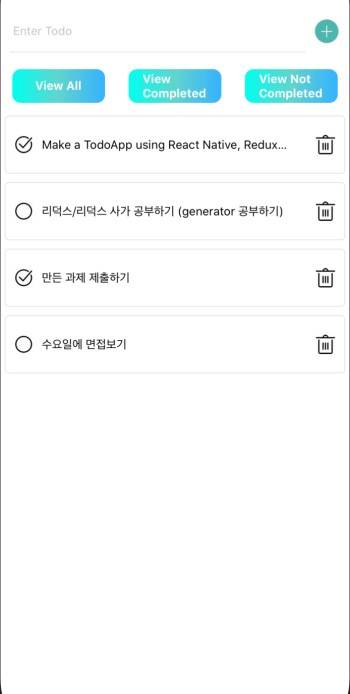 Enter Todo
View All
View
Completed
View Not
Completed
Make a TodoApp using React Native, Redux...
리덕스/리덕스 사가 공부하기 (generator 공부하기)
만든 과제 제출하기
수요일에 면접보기